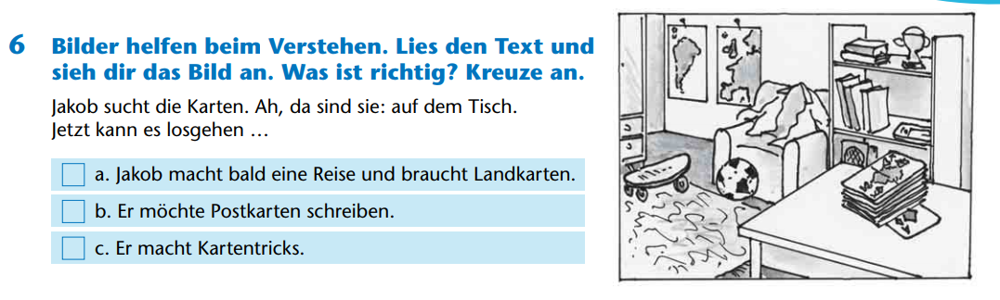 6 Bilder helfen beim Verstehen. Lies den Text und
sieh dir das Bild an. Was ist richtig? Kreuze an.
Jakob sucht die Karten. Ah, da sind sie: auf dem Tisch.
Jetzt kann es losgehen …
a. Jakob macht bald eine Reise und braucht Landkarten.
b. Er möchte Postkarten schreiben.
c. Er macht Kartentricks.